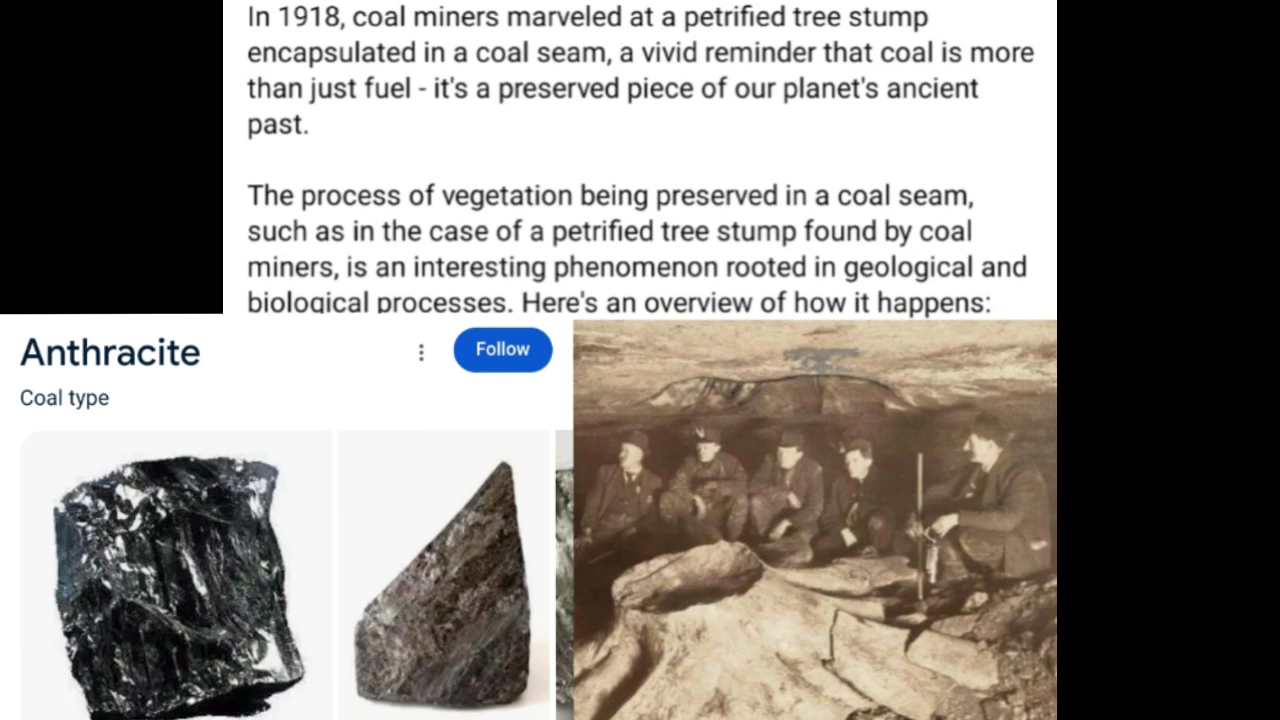 In 1918, coal miners marveled at a petrified tree stump
encapsulated in a coal seam, a vivid reminder that coal is more
than just fuel - it's a preserved piece of our planet's ancient
past.
The process of vegetation being preserved in a coal seam,
such as in the case of a petrified tree stump found by coal
miners, is an interesting phenomenon rooted in geological and
biological processes. Here's an overview of how it happens:
Anthracite
Follow
Coal type